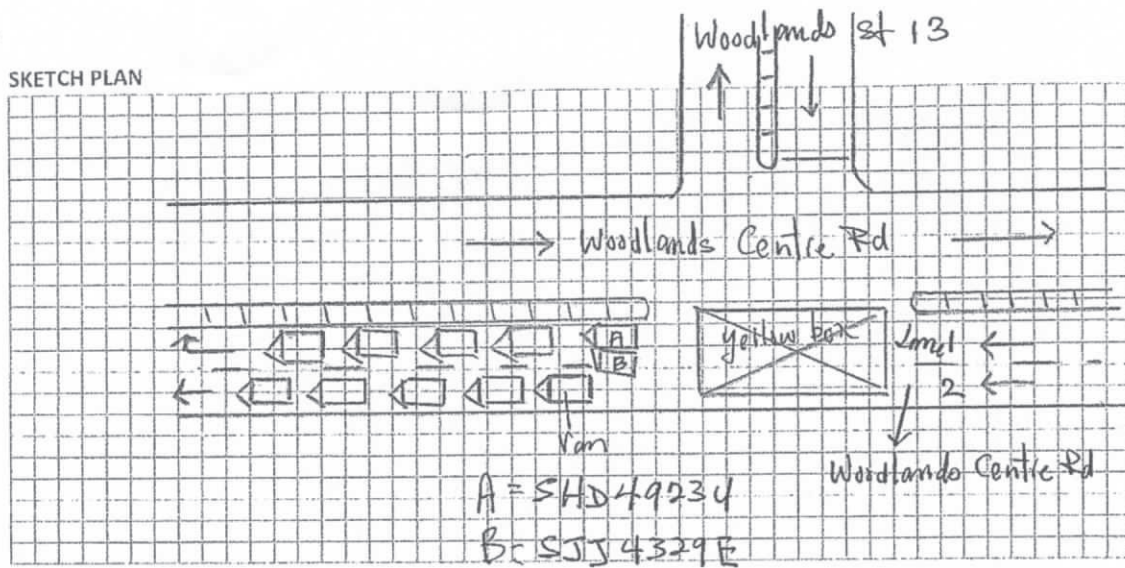 Woodlands St 13
SKETCH PLAN
Woodlands Centre Rd
A
B
yellow box
Lane 1
2
Van
Woodlands Centre Rd
A = SHD4923U
B = SJJ4329E